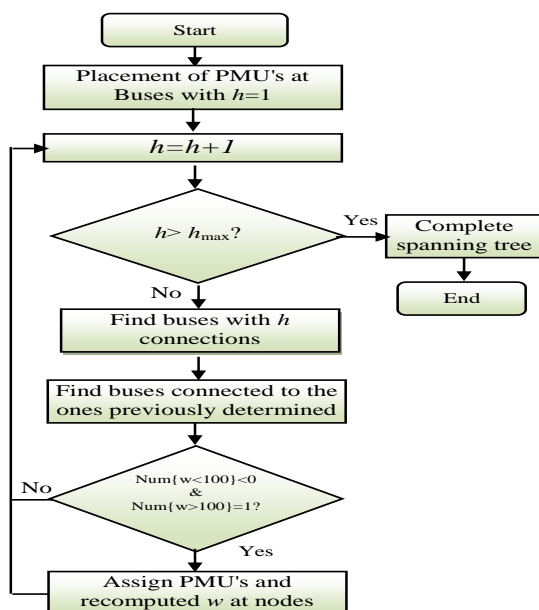 Start
Placement of PMU's at
Buses with h=1
h=h+1
h> hmax?
Yes
Complete
spanning tree
End
No
Find buses with h
connections
Find buses connected to the
ones previously determined
Num{w<100}<0
&
Num{w>100}=1?
No
Yes
Assign PMU's and
recomputed w at nodes